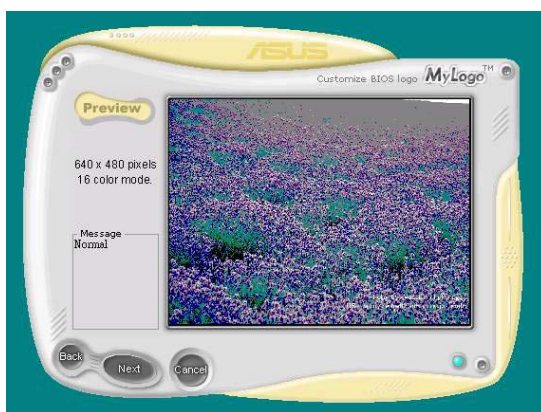 ASUS
Customize BIOS logo MyLogo™
Preview
640 x 480 pixels
16 color mode.
Message
Normal
Back
Next
Cancel